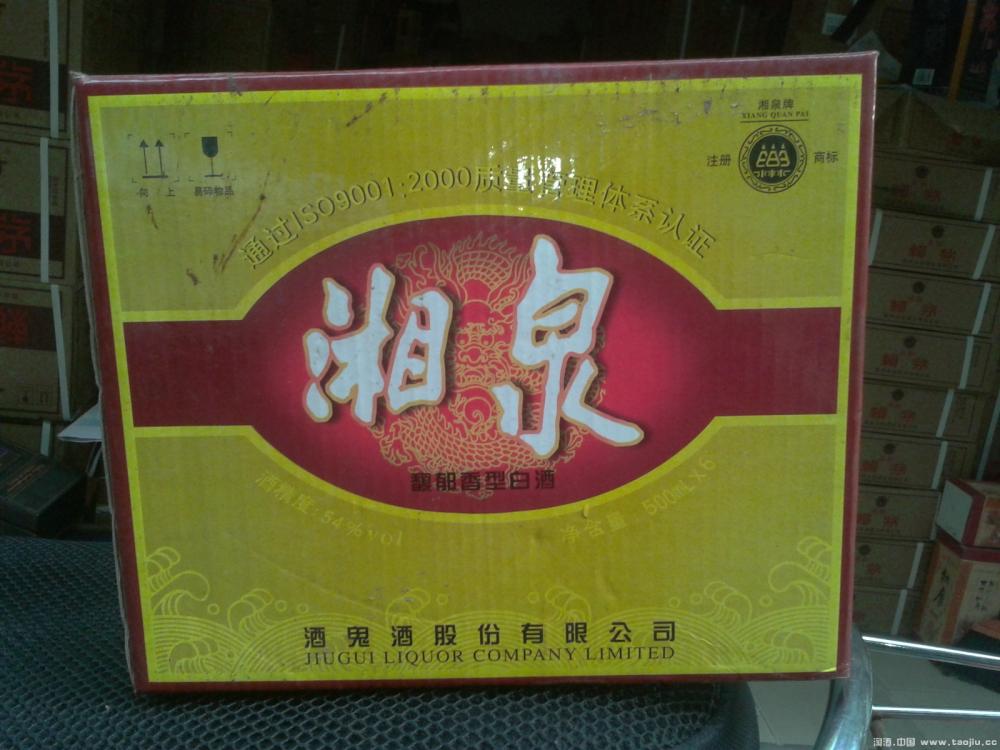 湘泉牌
XIANG QUAN PAI
注册 商标
向 上 易碎物品
通过ISO9001:2000质量管理体系认证
湘泉
馥郁香型白酒
酒精度:54%vol
净含量 500mL×6
酒鬼酒股份有限公司
JIUGUI LIQUOR COMPANY LIMITED
淘酒.中国 www.taojiu.cc